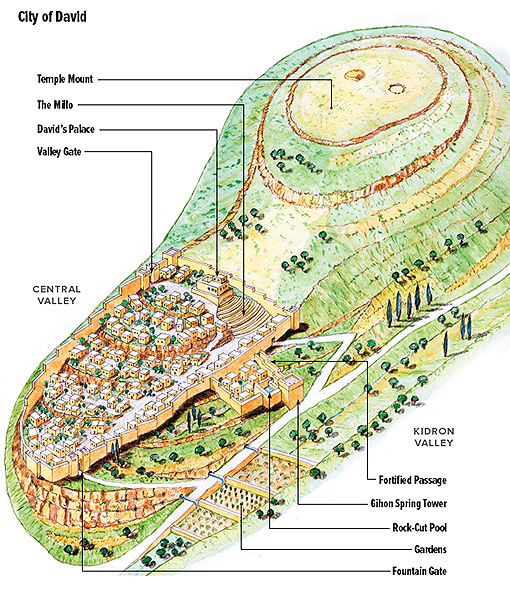 City of David
Temple Mount
The Millo
David's Palace
Valley Gate
CENTRAL
VALLEY
KIDRON
VALLEY
Fortified Passage
Gihon Spring Tower
Rock-Cut Pool
Gardens
Fountain Gate